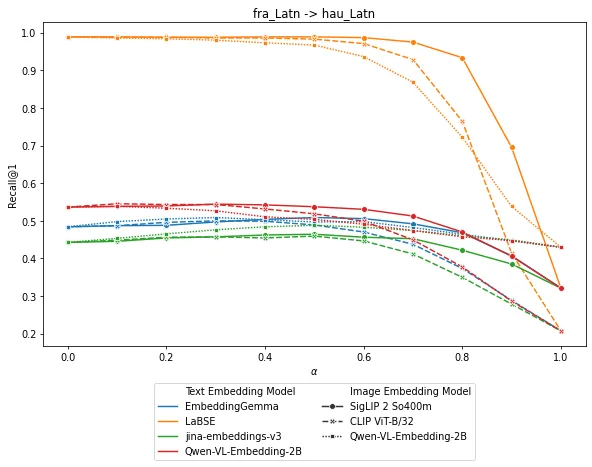 fra_Latn -> hau_Latn
Recall@1
1.0
0.9
0.8
0.7
0.6
0.5
0.4
0.3
0.2
0.0 0.2 0.4 0.6 0.8 1.0
α
Text Embedding Model
EmbeddingGemma
LaBSE
jina-embeddings-v3
Qwen-VL-Embedding-2B
Image Embedding Model
SigLIP 2 So400m
CLIP ViT-B/32
Qwen-VL-Embedding-2B